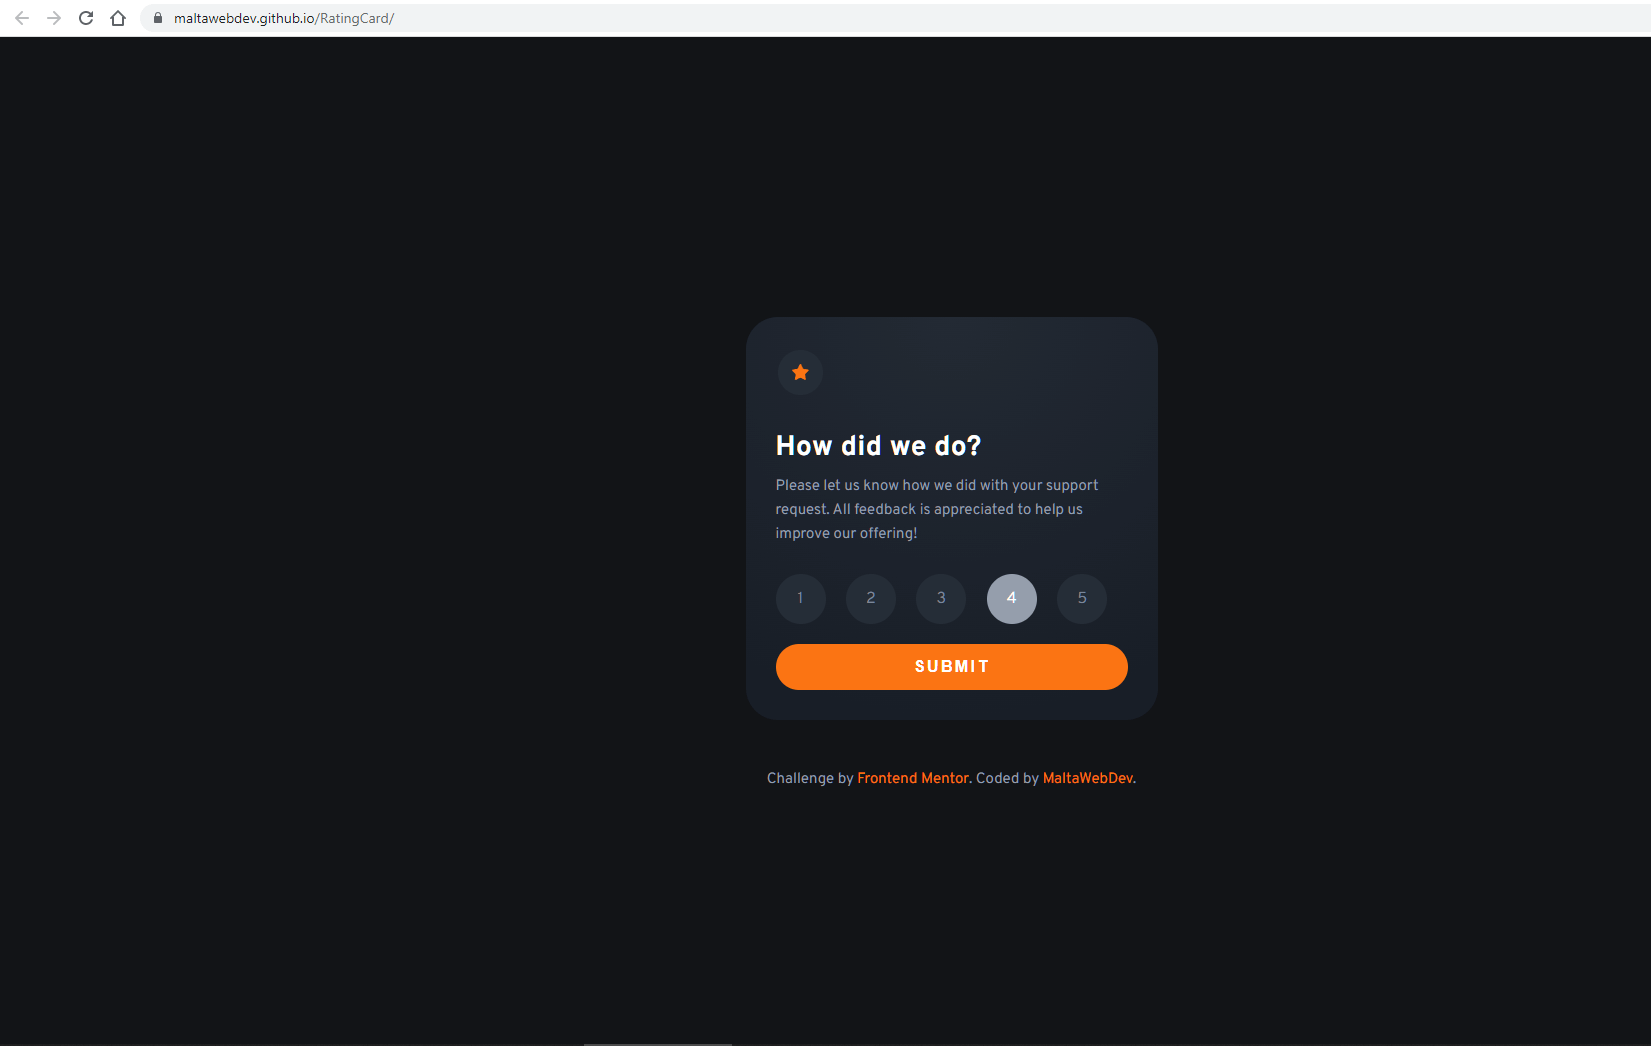 maltawebdev.github.io/RatingCard/
How did we do?
Please let us know how we did with your support
request. All feedback is appreciated to help us
improve our offering!
1 2 3 4 5
SUBMIT
Challenge by Frontend Mentor. Coded by MaltaWebDev.